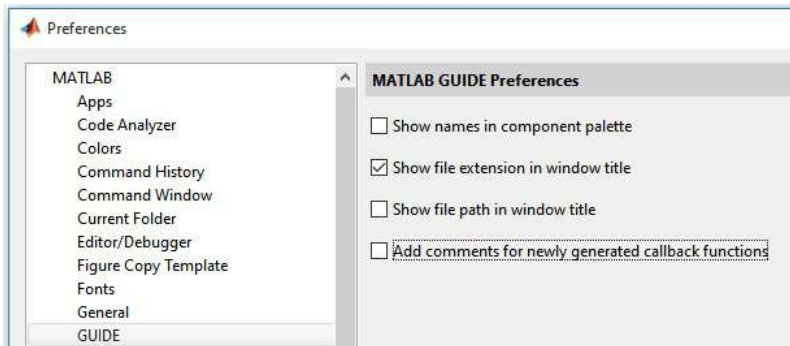 Preferences
MATLAB
Apps
Code Analyzer
Colors
Command History
Command Window
Current Folder
Editor/Debugger
Figure Copy Template
Fonts
General
GUIDE
MATLAB GUIDE Preferences
Show names in component palette
Show file extension in window title
Show file path in window title
Add comments for newly generated callback functions